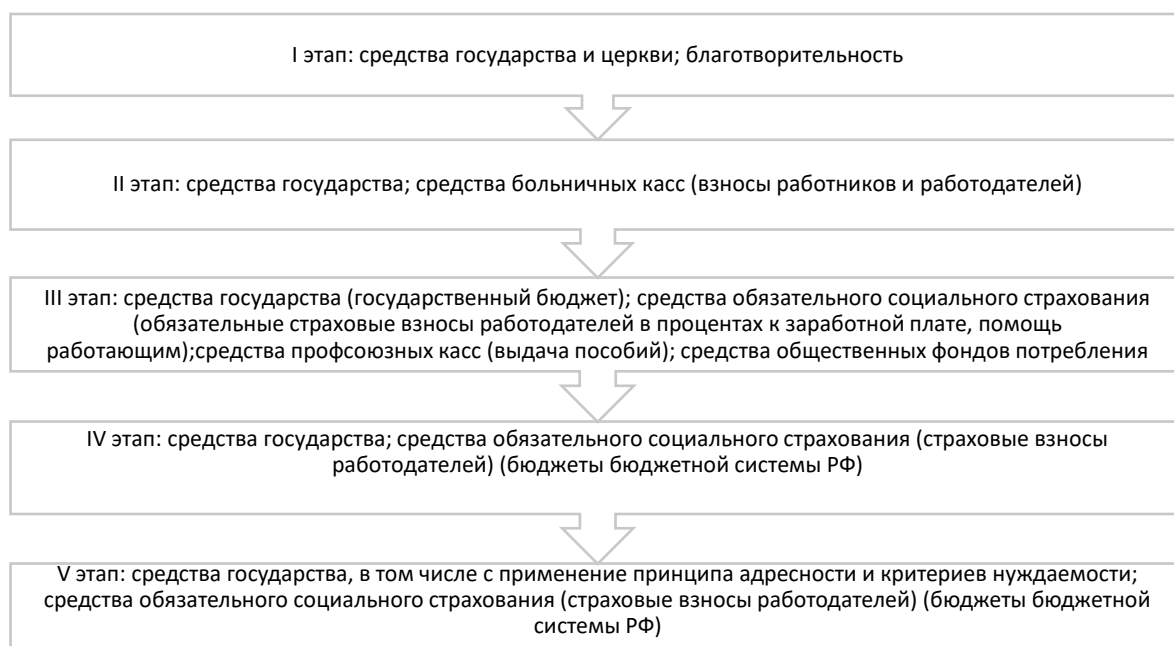 I этап: средства государства и церкви; благотворительность
II этап: средства государства; средства больничных касс (взносы работников и работодателей)
III этап: средства государства (государственный бюджет); средства обязательного социального страхования
(обязательные страховые взносы работодателей в процентах к заработной плате, помощь
работающим);средства профсоюзных касс (выдача пособий); средства общественных фондов потребления
IV этап: средства государства; средства обязательного социального страхования (страховые взносы
работодателей) (бюджеты бюджетной системы РФ)
V этап: средства государства, в том числе с применение принципа адресности и критериев нуждаемости;
средства обязательного социального страхования (страховые взносы работодателей) (бюджеты бюджетной
системы РФ)